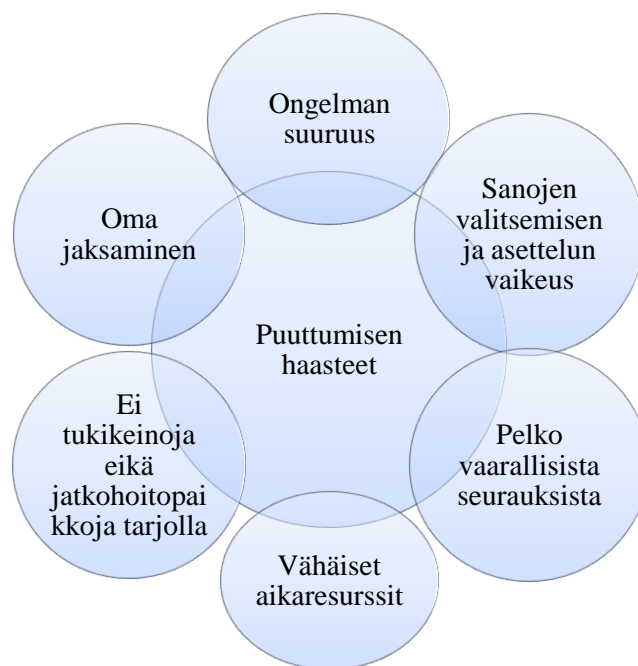 Ongelman
suuruus
Sanojen
valitsemisen
ja asettelun
vaikeus
Oma
jaksaminen
Puuttumisen
haasteet
Ei
tukikeinoja
eikä
jatkohoitopai
kkoja tarjolla
Pelko
vaarallisista
seurauksista
Vähäiset
aikaresurssit